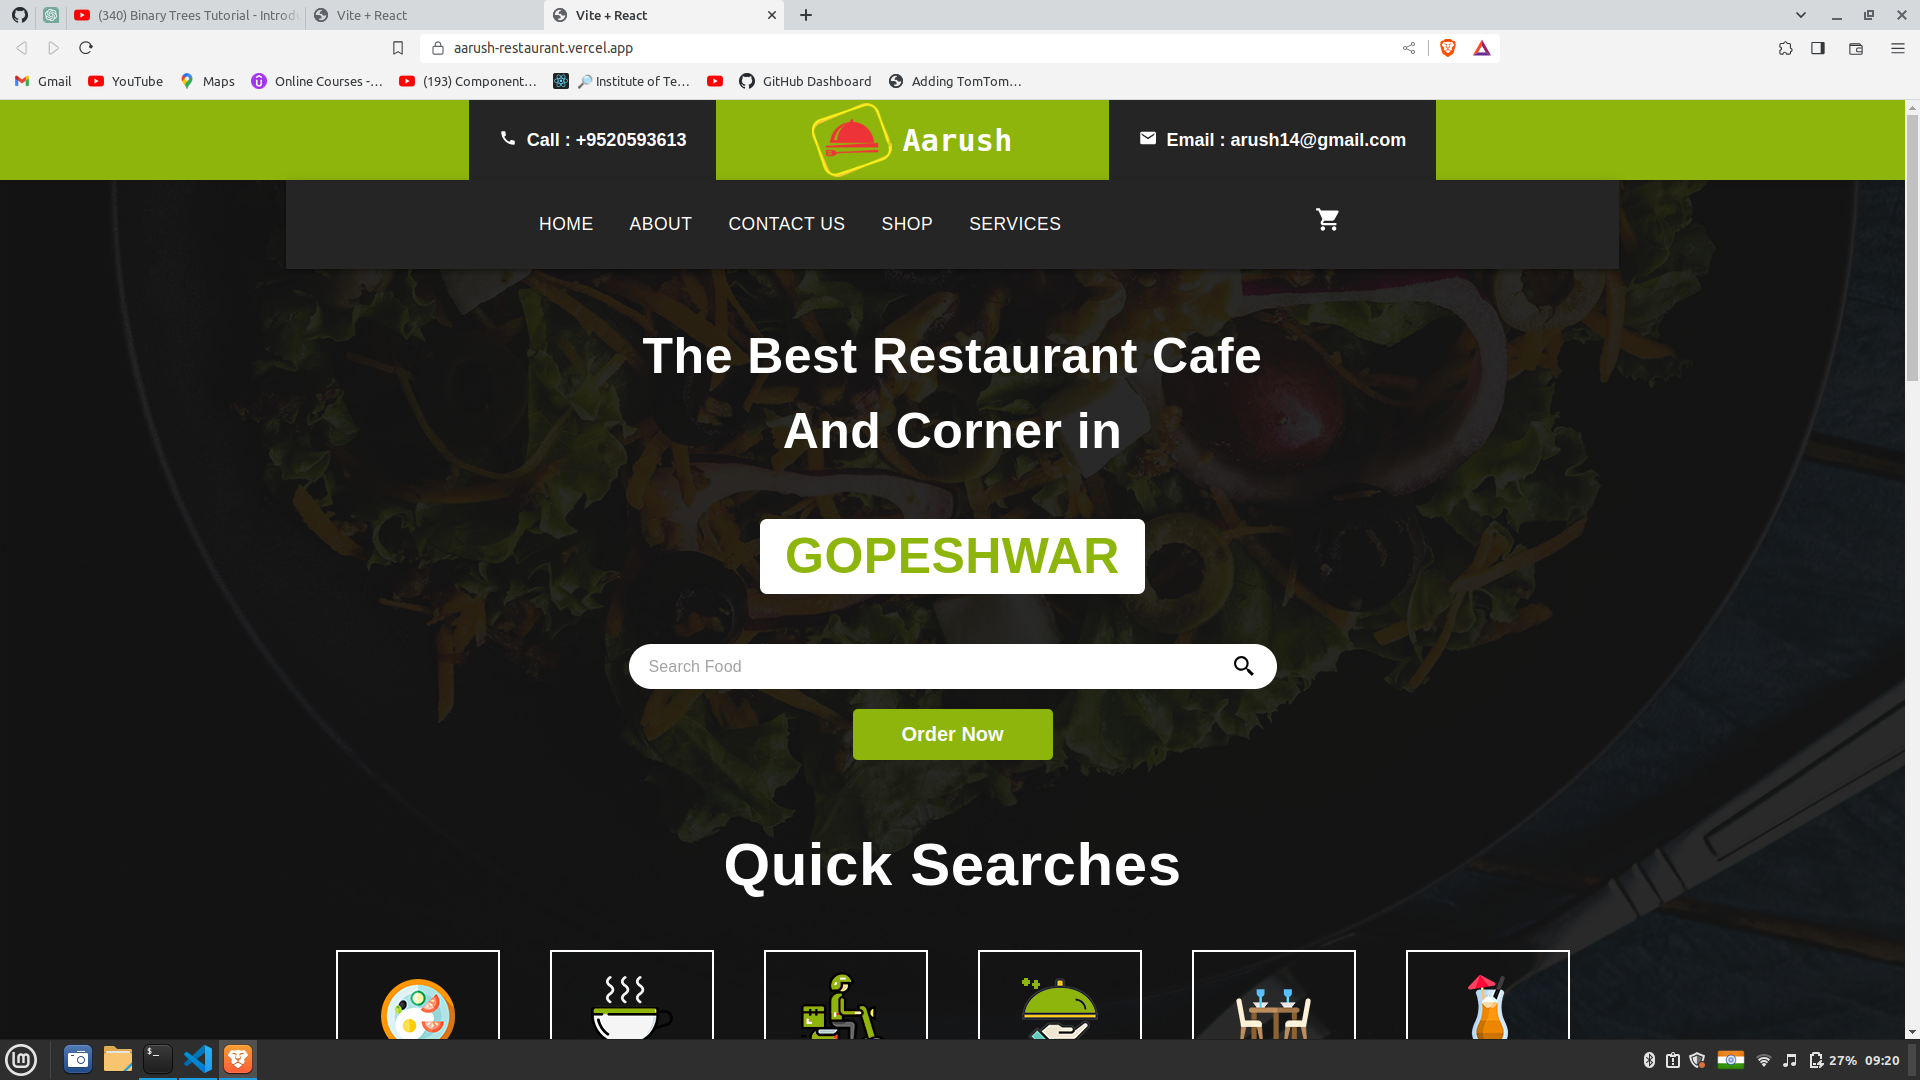 (340) Binary Trees Tutorial - Introdu
Vite + React
Vite + React
aarush-restaurant.vercel.app
Gmail
YouTube
Maps
Online Courses -...
(193) Component...
🔎 Institute of Te...
GitHub Dashboard
Adding TomTom...
Call : +9520593613
Aarush
Email : arush14@gmail.com
HOME
ABOUT
CONTACT US
SHOP
SERVICES
The Best Restaurant Cafe
And Corner in
GOPESHWAR
Search Food
Order Now
Quick Searches
27%
09:20